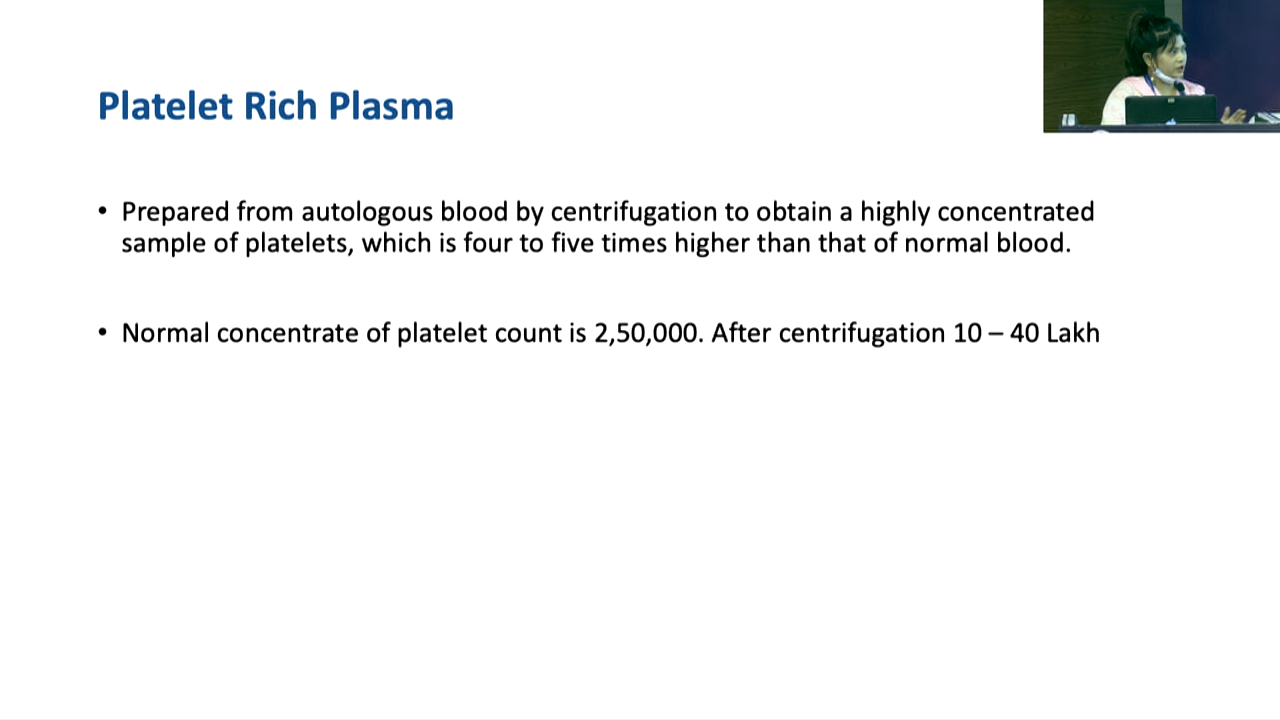 Platelet Rich Plasma
• Prepared from autologous blood by centrifugation to obtain a highly concentrated
sample of platelets, which is four to five times higher than that of normal blood.
• Normal concentrate of platelet count is 2,50,000. After centrifugation 10 – 40 Lakh